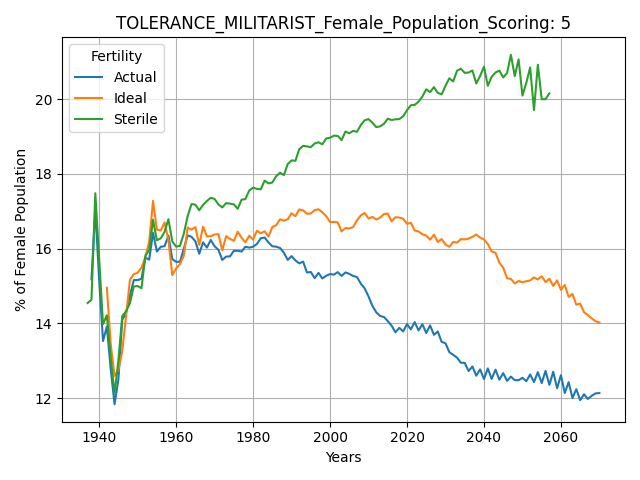 TOLERANCE_MILITARIST_Female_Population_Scoring: 5
Fertility
Actual
Ideal
Sterile
% of Female Population
20
18
16
14
12
1940 1960 1980 2000 2020 2040 2060
Years